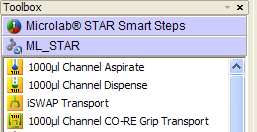 Toolbox
Microlab® STAR Smart Steps
ML_STAR
1000µl Channel Aspirate
1000µl Channel Dispense
iSWAP Transport
1000µl Channel CO-RE Grip Transport